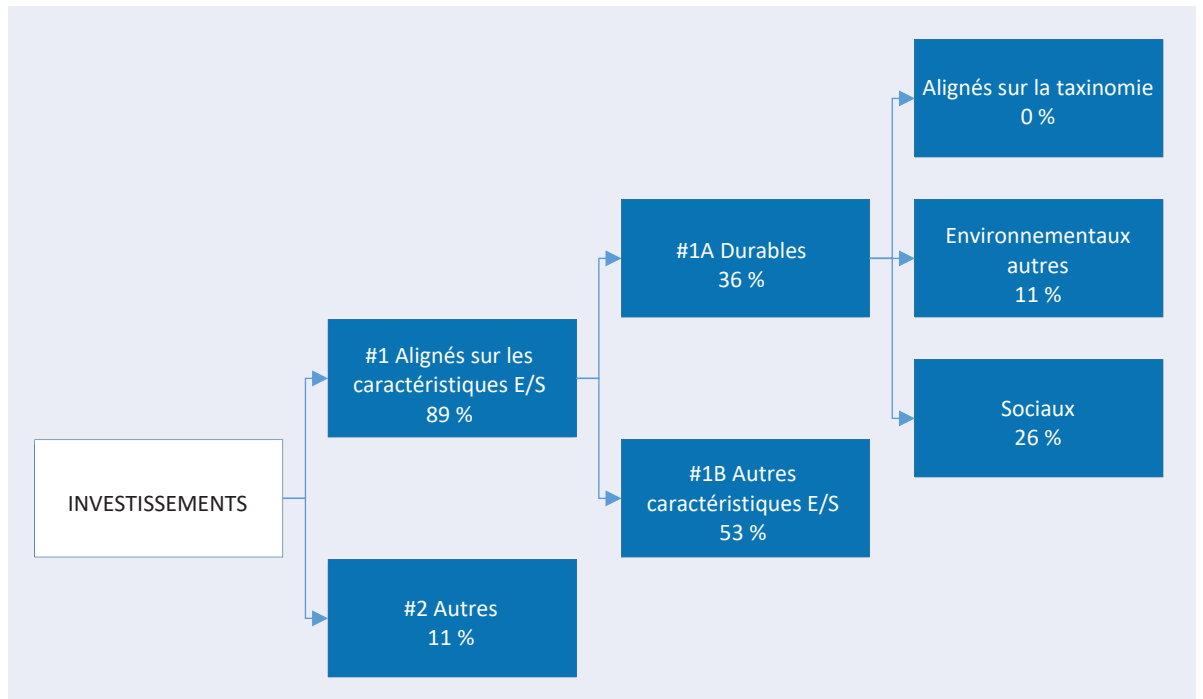 INVESTISSEMENTS
#1 Alignés sur les
caractéristiques E/S
89 %
#2 Autres
11 %
#1A Durables
36 %
#1B Autres
caractéristiques E/S
53 %
Alignés sur la taxinomie
0 %
Environnementaux
autres
11 %
Sociaux
26 %